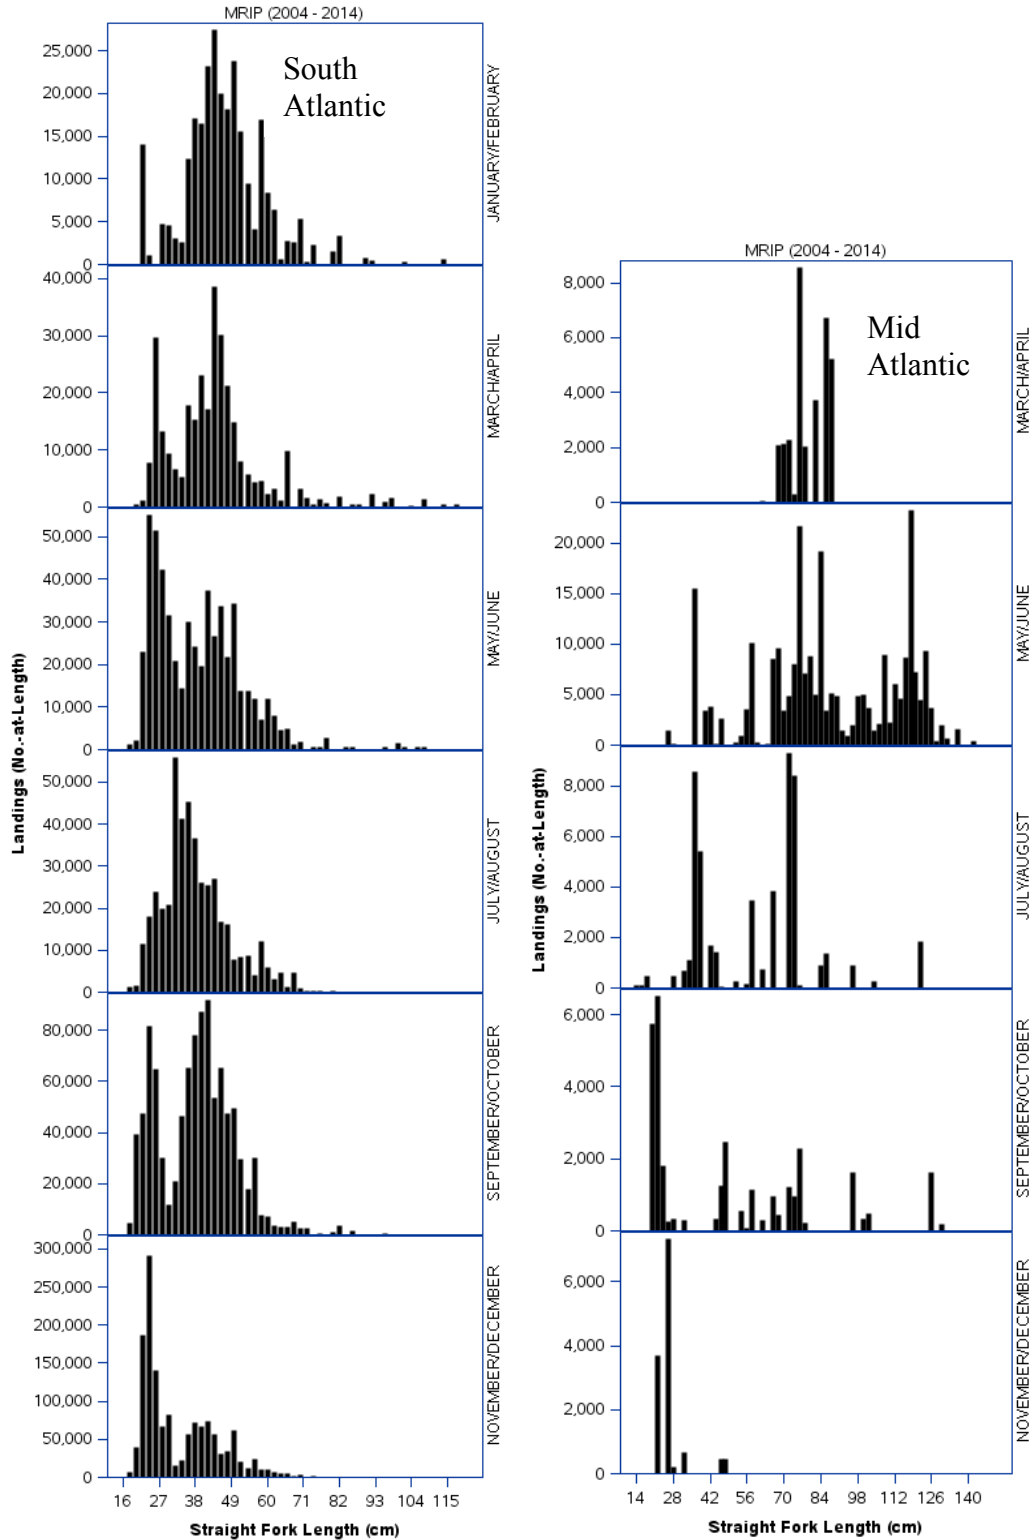 MRIP (2004 - 2014)
South
Atlantic
25,000
20,000
15,000
10,000
5,000
0
JANUARY/FEBRUARY
40,000
30,000
20,000
10,000
0
MARCH/APRIL
50,000
40,000
30,000
20,000
10,000
0
MAY/JUNE
50,000
40,000
30,000
20,000
10,000
0
JULY/AUGUST
80,000
60,000
40,000
20,000
0
SEPTEMBER/OCTOBER
300,000
250,000
200,000
150,000
100,000
50,000
0
NOVEMBER/DECEMBER
Landings (No.-at-Length)
16 27 38 49 60 71 82 93 104 115
Straight Fork Length (cm)
MRIP (2004 - 2014)
Mid
Atlantic
8,000
6,000
4,000
2,000
0
MARCH/APRIL
20,000
15,000
10,000
5,000
0
MAY/JUNE
8,000
6,000
4,000
2,000
0
JULY/AUGUST
6,000
4,000
2,000
0
SEPTEMBER/OCTOBER
6,000
4,000
2,000
0
NOVEMBER/DECEMBER
Landings (No.-at-Length)
14 28 42 56 70 84 98 112 126 140
Straight Fork Length (cm)